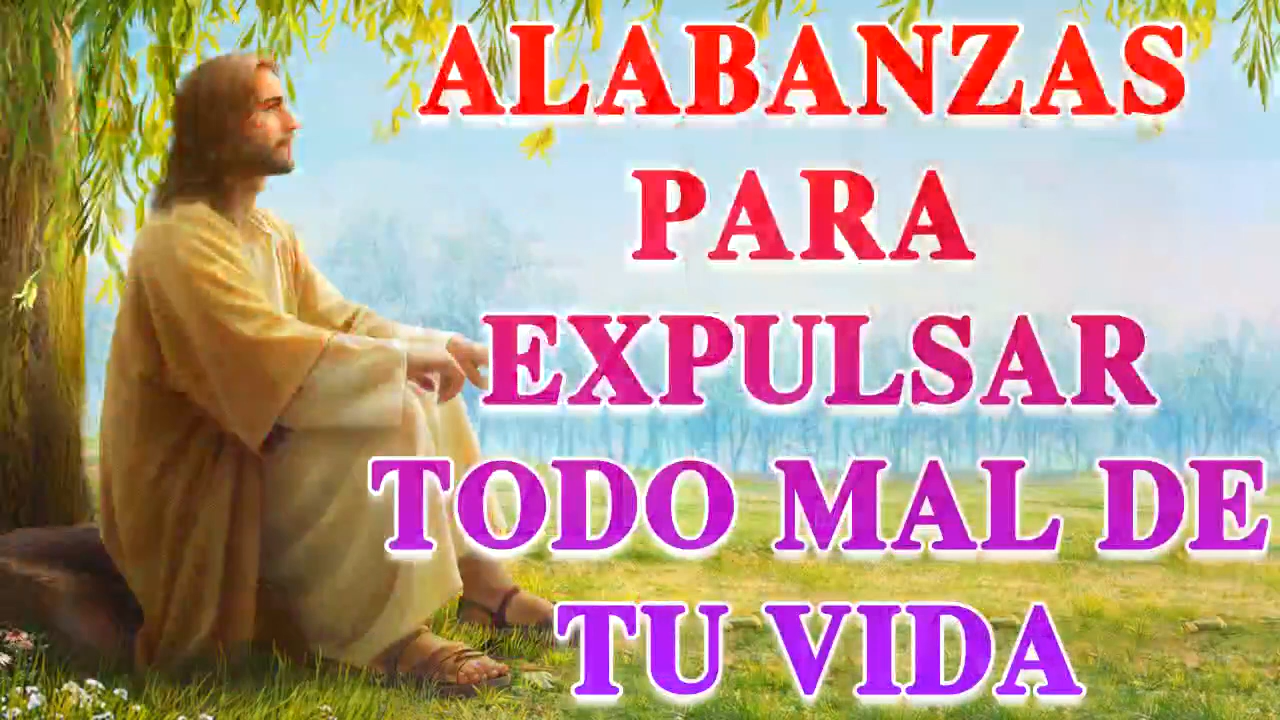 ALABANZAS
PARA
EXPULSAR
TODO MAL DE
TU VIDA